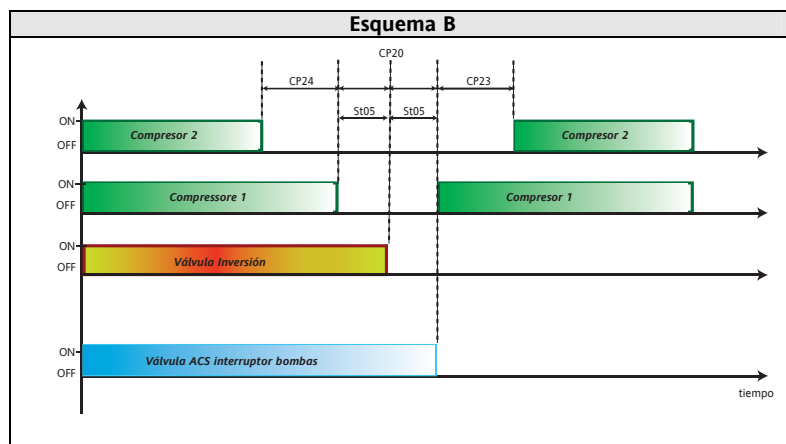 Esquema B
CP20
CP24
CP23
St05
St05
ON
OFF
Compresor 2
Compresor 2
ON
OFF
Compressore 1
Compresor 1
ON
OFF
Válvula Inversión
ON
OFF
Válvula ACS interruptor bombas
tiempo